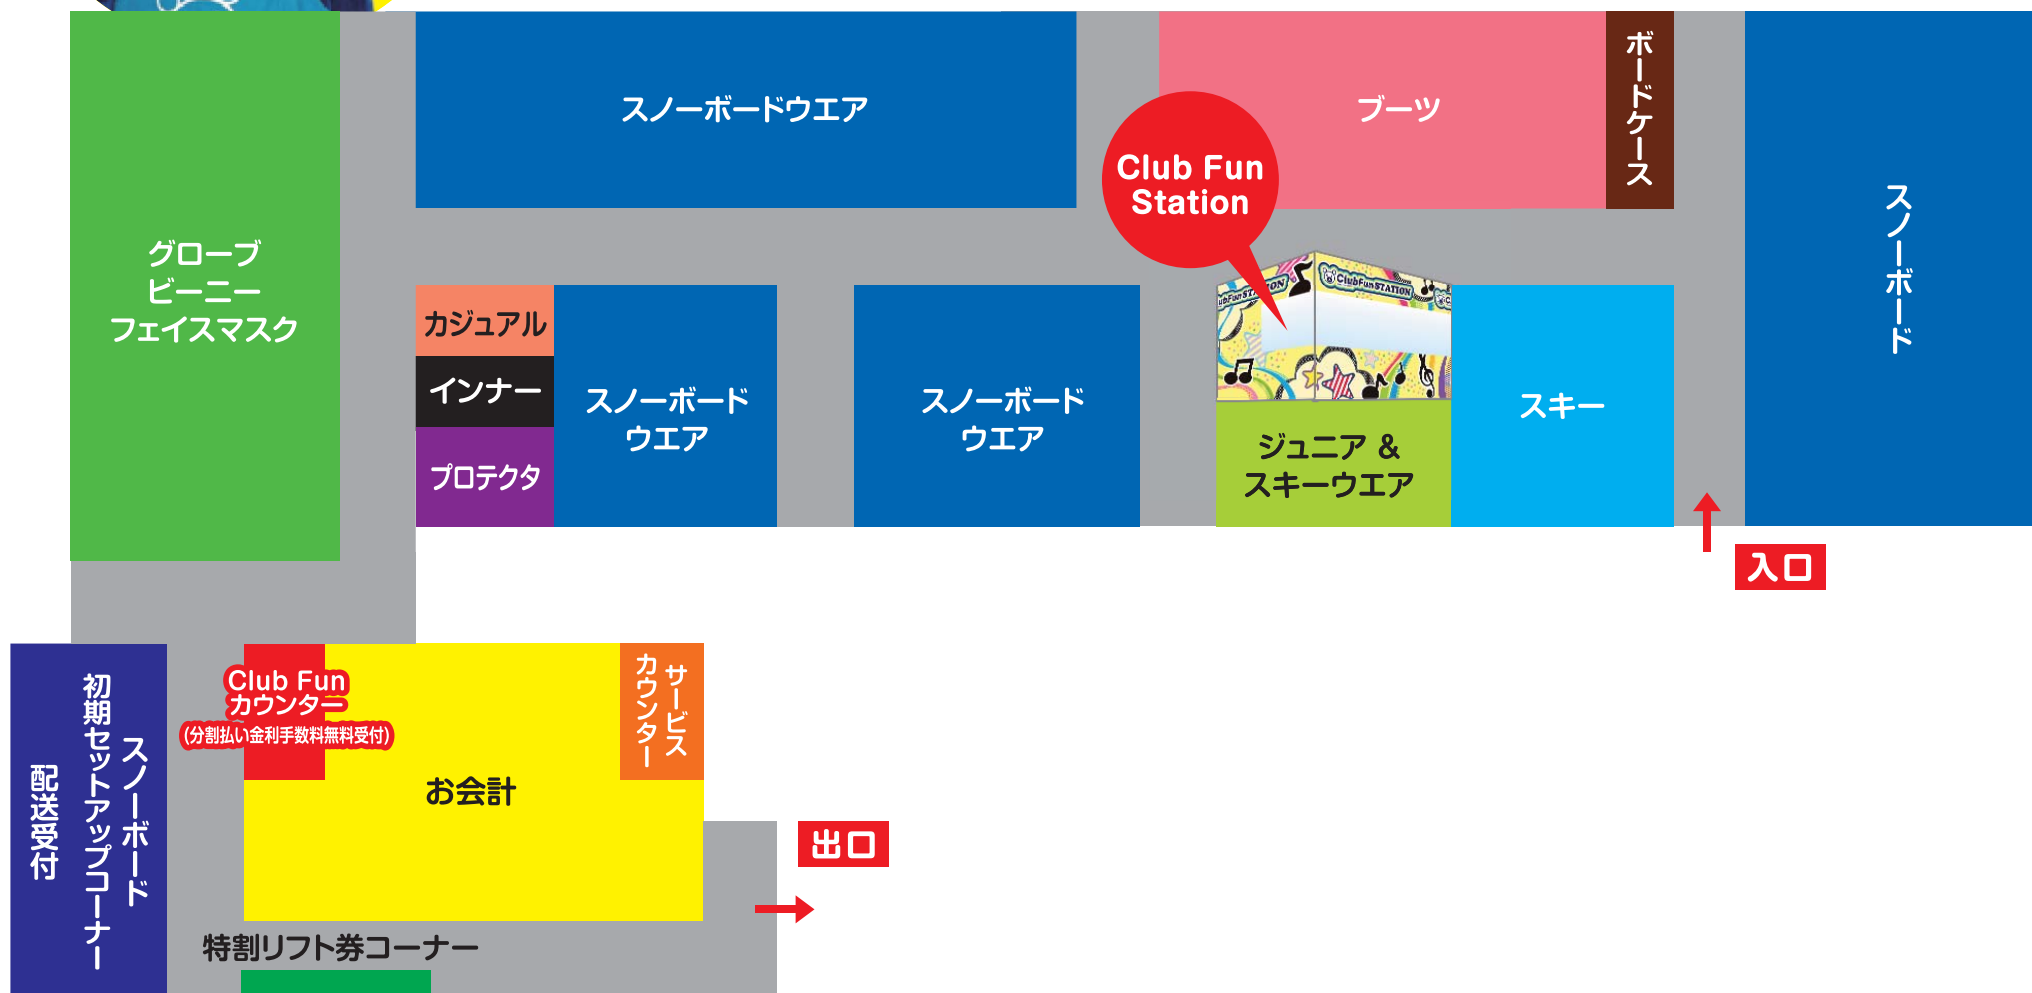 スノーボードウエア
ブーツ
ボードケース
スノーボード
Club Fun
Station
グローブ
ビーニー
フェイスマスク
カジュアル
インナー
プロテクタ
スノーボード
ウエア
スノーボード
ウエア
ClubFunSTATION
ジュニア &
スキーウエア
スキー
入口
スノーボード
初期セットアップコーナー
配送受付
Club Fun
カウンター
(分割払い金利手数料無料受付)
サービス
カウンター
お会計
出口
特割リフト券コーナー